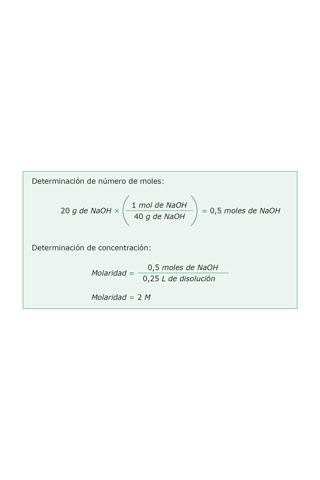 Determinación de número de moles:
20 g de NaOH × ( 1 mol de NaOH / 40 g de NaOH ) = 0,5 moles de NaOH
Determinación de concentración:
Molaridad = 0,5 moles de NaOH / 0,25 L de disolución
Molaridad = 2 M